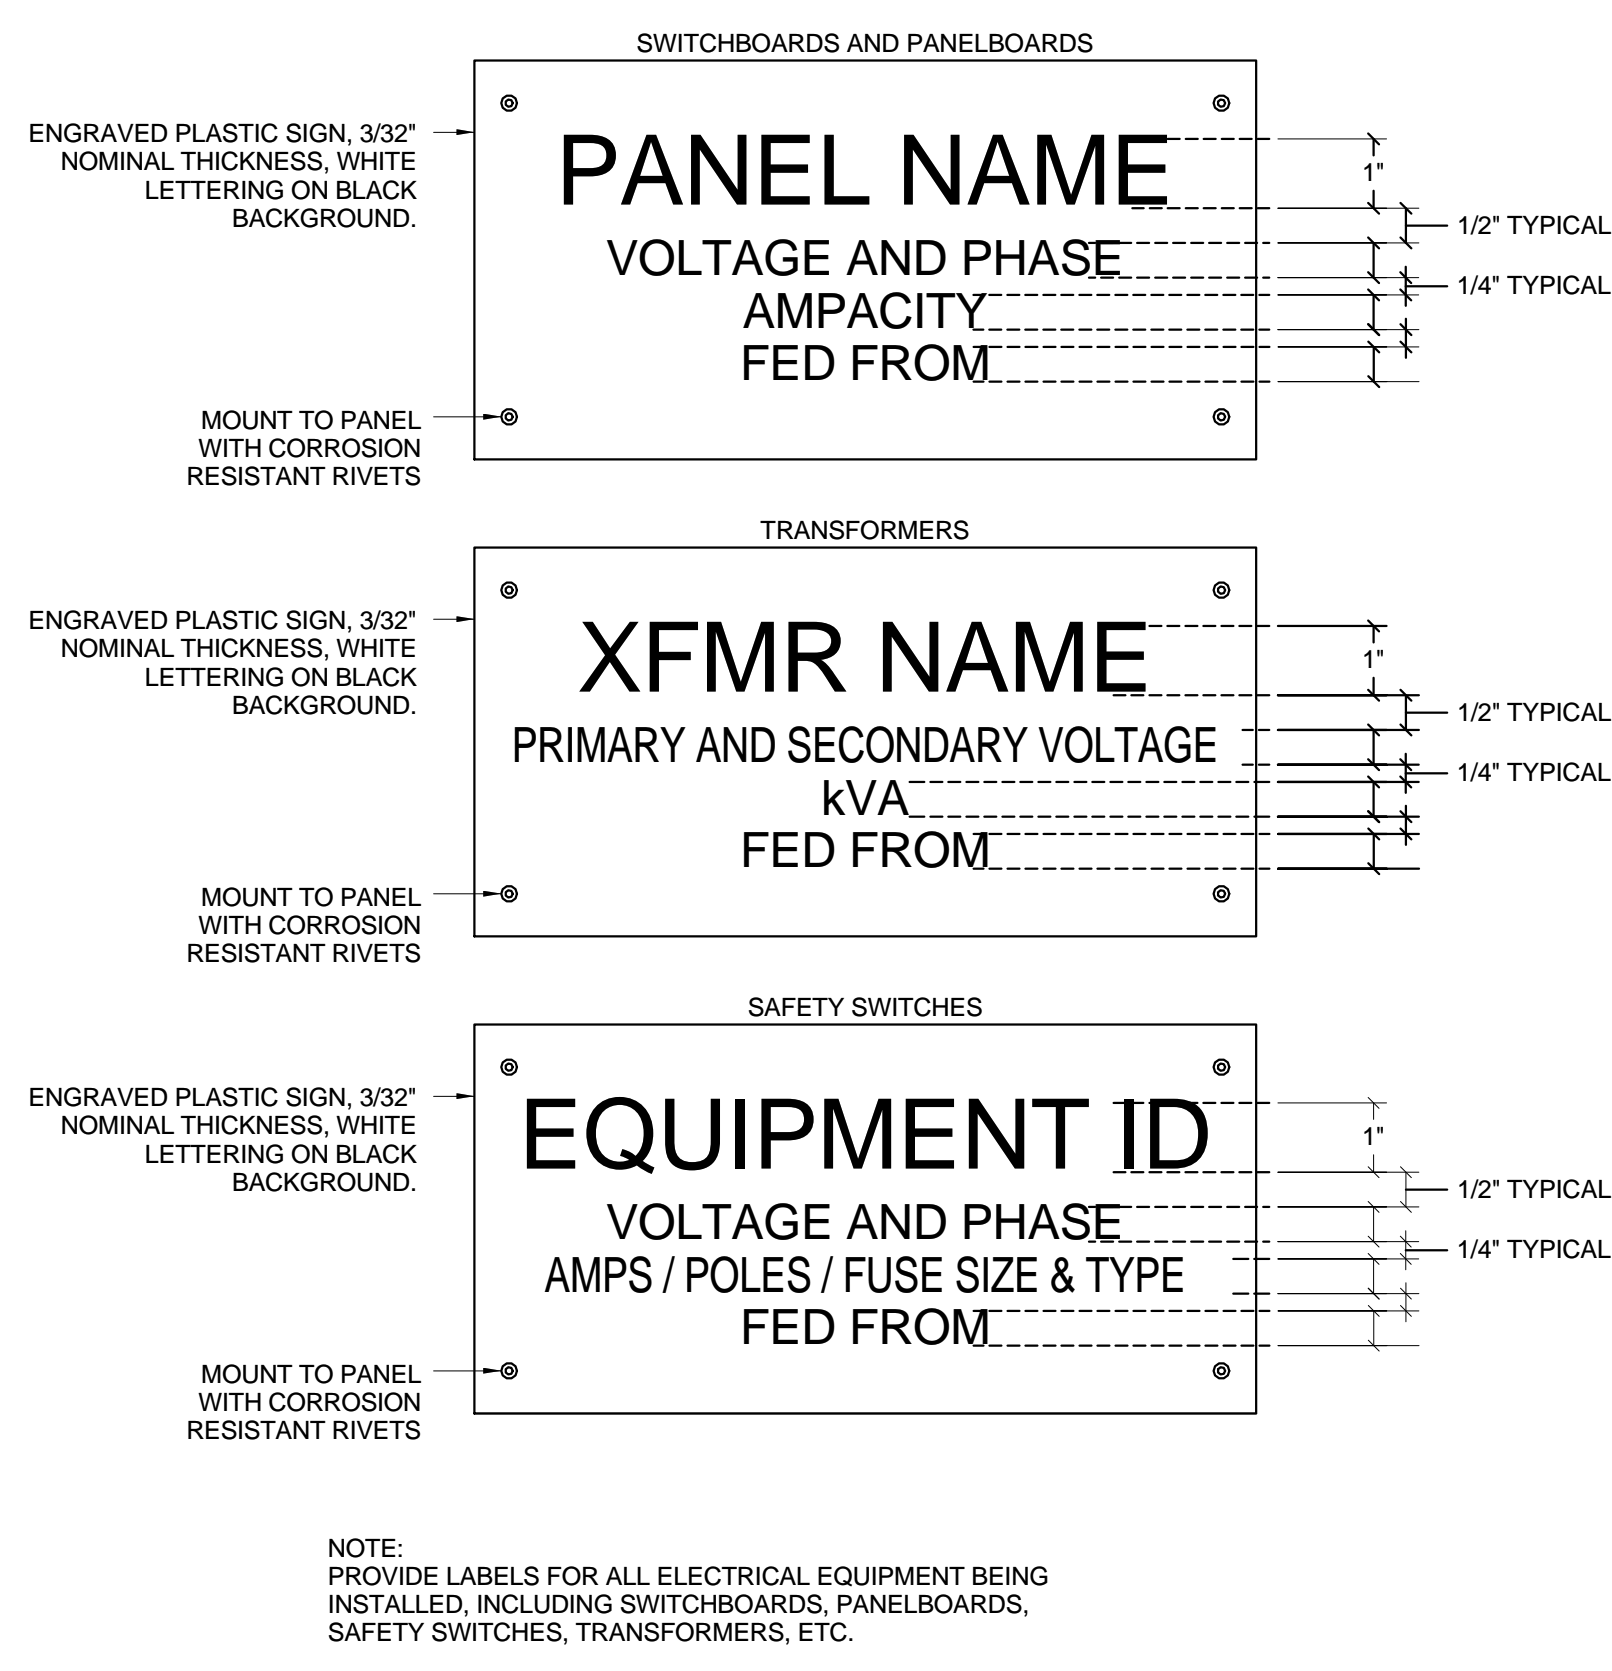 SWITCHBOARDS AND PANELBOARDS
ENGRAVED PLASTIC SIGN, 3/32"
NOMINAL THICKNESS, WHITE
LETTERING ON BLACK
BACKGROUND.
PANEL NAME
VOLTAGE AND PHASE
AMPACITY
FED FROM
1"
1/2" TYPICAL
1/4" TYPICAL
MOUNT TO PANEL
WITH CORROSION
RESISTANT RIVETS
TRANSFORMERS
ENGRAVED PLASTIC SIGN, 3/32"
NOMINAL THICKNESS, WHITE
LETTERING ON BLACK
BACKGROUND.
XFMR NAME
PRIMARY AND SECONDARY VOLTAGE
kVA
FED FROM
1"
1/2" TYPICAL
1/4" TYPICAL
MOUNT TO PANEL
WITH CORROSION
RESISTANT RIVETS
SAFETY SWITCHES
ENGRAVED PLASTIC SIGN, 3/32"
NOMINAL THICKNESS, WHITE
LETTERING ON BLACK
BACKGROUND.
EQUIPMENT ID
VOLTAGE AND PHASE
AMPS / POLES / FUSE SIZE & TYPE
FED FROM
1"
1/2" TYPICAL
1/4" TYPICAL
MOUNT TO PANEL
WITH CORROSION
RESISTANT RIVETS
NOTE:
PROVIDE LABELS FOR ALL ELECTRICAL EQUIPMENT BEING
INSTALLED, INCLUDING SWITCHBOARDS, PANELBOARDS,
SAFETY SWITCHES, TRANSFORMERS, ETC.